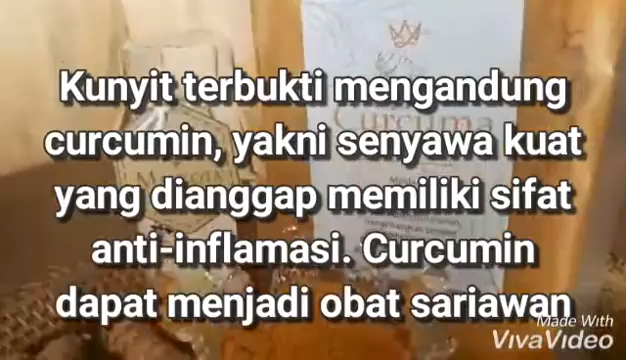 Kunyit terbukti mengandung
curcumin, yakni senyawa kuat
yang dianggap memiliki sifat
anti-inflamasi. Curcumin
dapat menjadi obat sariawan
Curcuma
Made With
VivaVideo